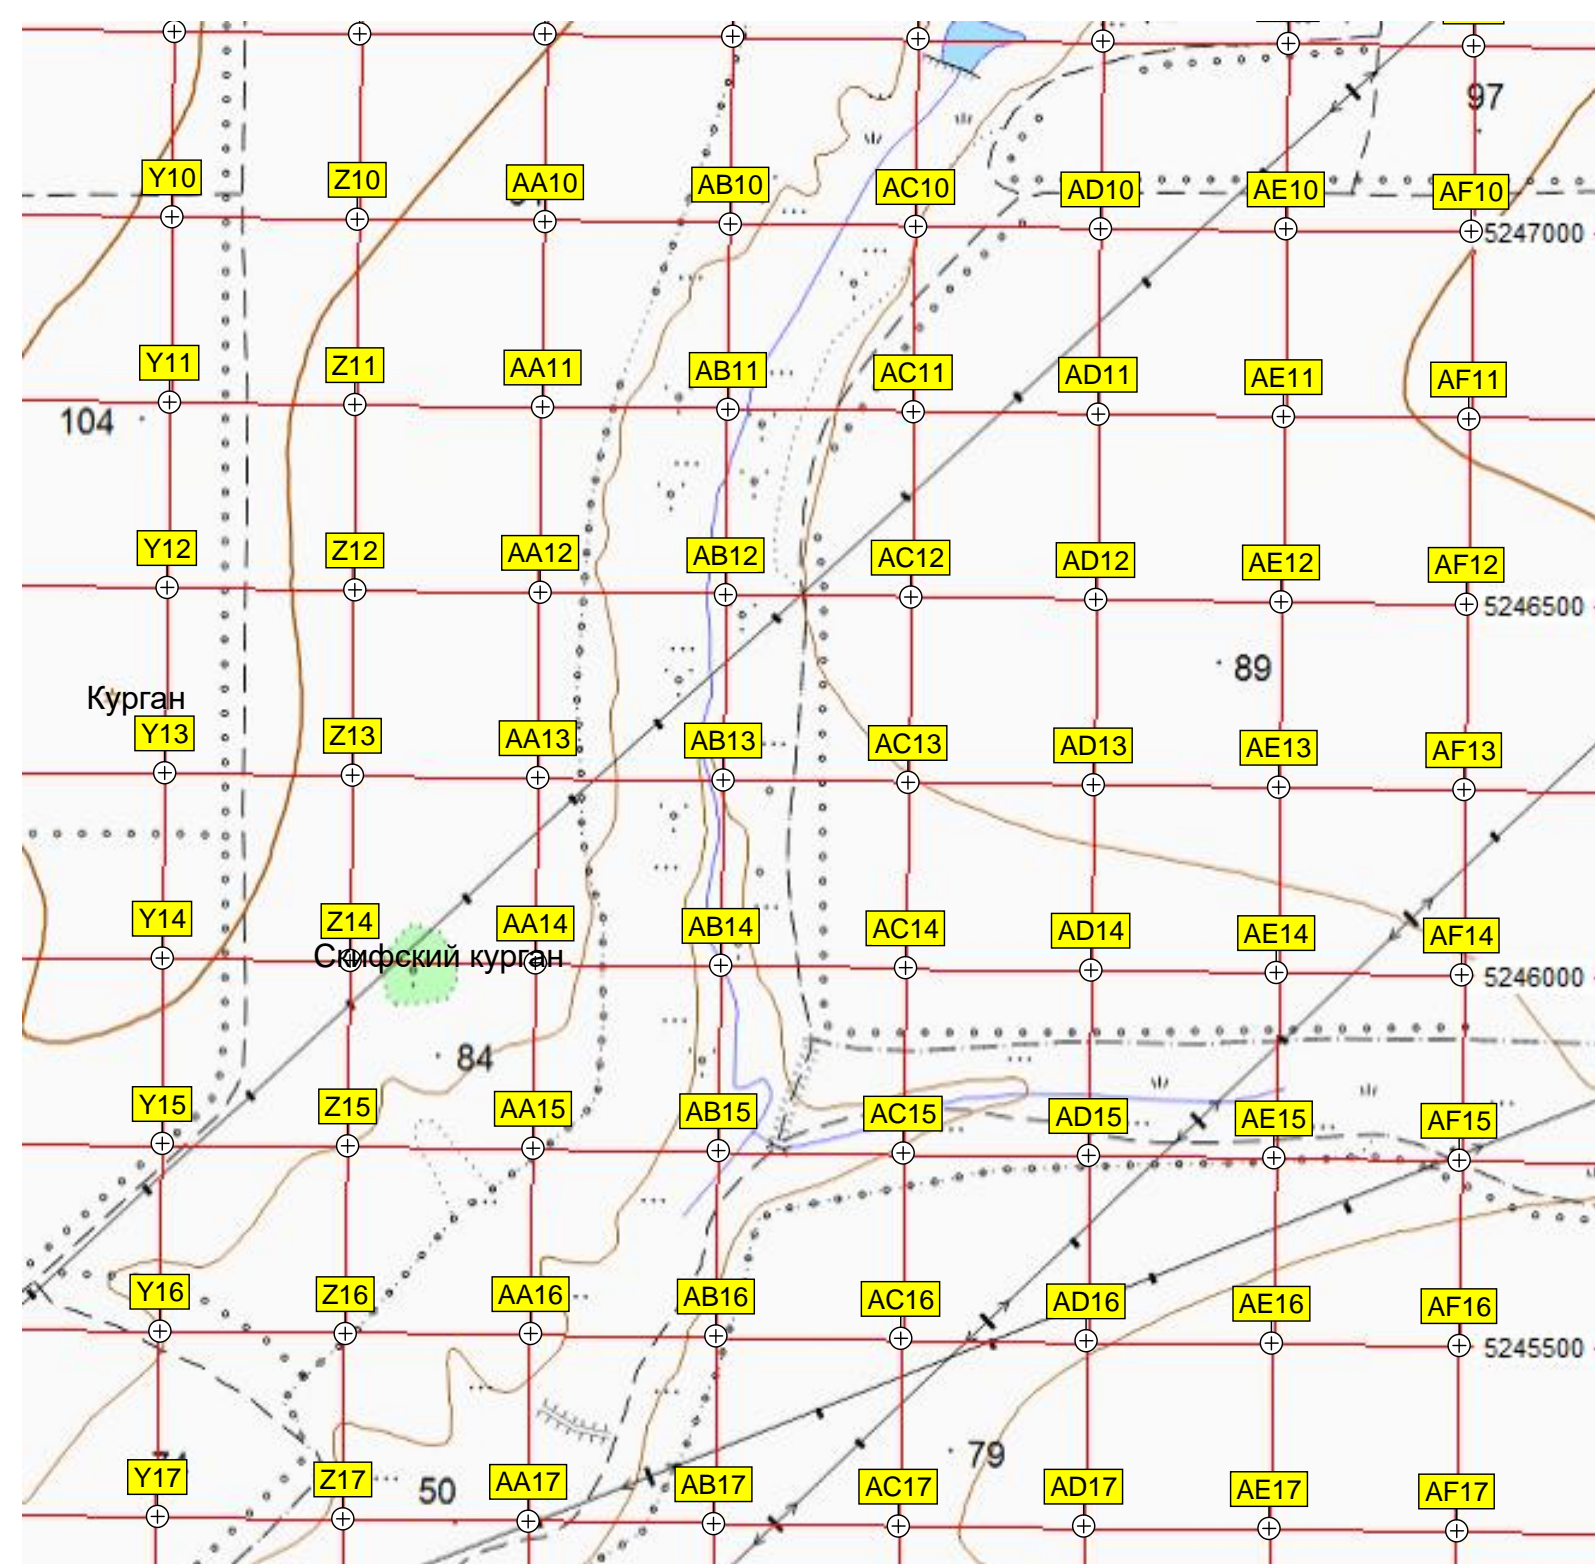 97
Y10 Z10 AA10 AB10 AC10 AD10 AE10 AF10
5247000
Y11 Z11 AA11 AB11 AC11 AD11 AE11 AF11
104
Y12 Z12 AA12 AB12 AC12 AD12 AE12 AF12
5246500
89
Курган
Y13 Z13 AA13 AB13 AC13 AD13 AE13 AF13
Y14 Z14 AA14 AB14 AC14 AD14 AE14 AF14
Скифский курган
5246000
84
Y15 Z15 AA15 AB15 AC15 AD15 AE15 AF15
Y16 Z16 AA16 AB16 AC16 AD16 AE16 AF16
5245500
79
Y17 Z17 AA17 AB17 AC17 AD17 AE17 AF17
50